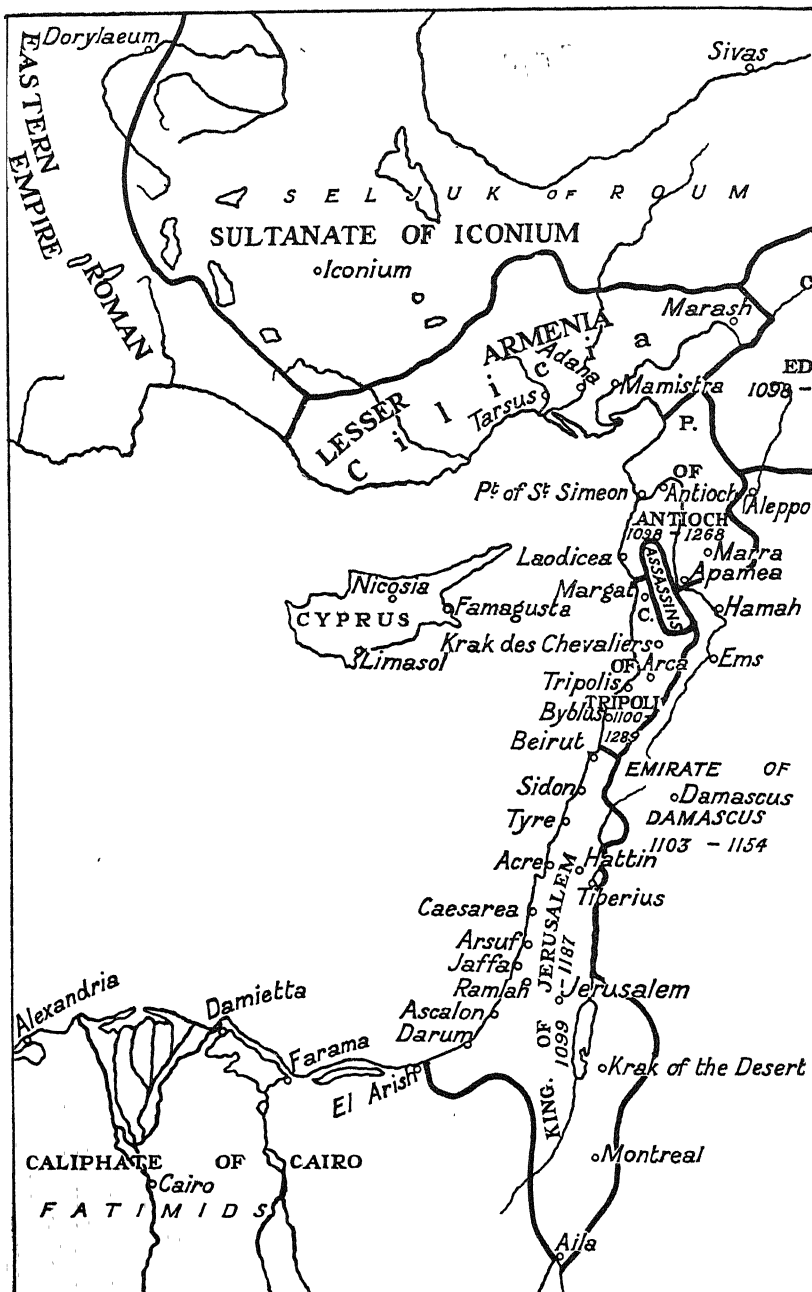 Dorylaeum
Sivas
EASTERN
ROMAN
EMPIRE
SELJUK OF ROUM
SULTANATE OF ICONIUM
Iconium
LESSER ARMENIA
Cilicia
Marash
Adana
Mamistra
Tarsus
ED
1098 -
P.
OF
ANTIOCH
1098 - 1268
Pt. of St. Simeon
Antioch
Aleppo
Laodicea
Marra
Apamea
ASSASSINS
Margat
Hamah
Nicosia
CYPRUS
Famagusta
Limasol
C.
OF
TRIPOLI
1100-
1289
Krak des Chevaliers
Ems
Arca
Tripolis
Byblus
Beirut
EMIRATE OF
DAMASCUS
1103 - 1154
Damascus
Sidon
Tyre
Acre
Hattin
Tiberius
Caesarea
Arsuf
Jaffa
Ramlah
Jerusalem
KING. OF JERUSALEM
1099 - 1187
Ascalon
Darum
Alexandria
Damietta
Farama
El Arish
Krak of the Desert
Montreal
CALIPHATE OF CAIRO
Cairo
FATIMIDS
Aila